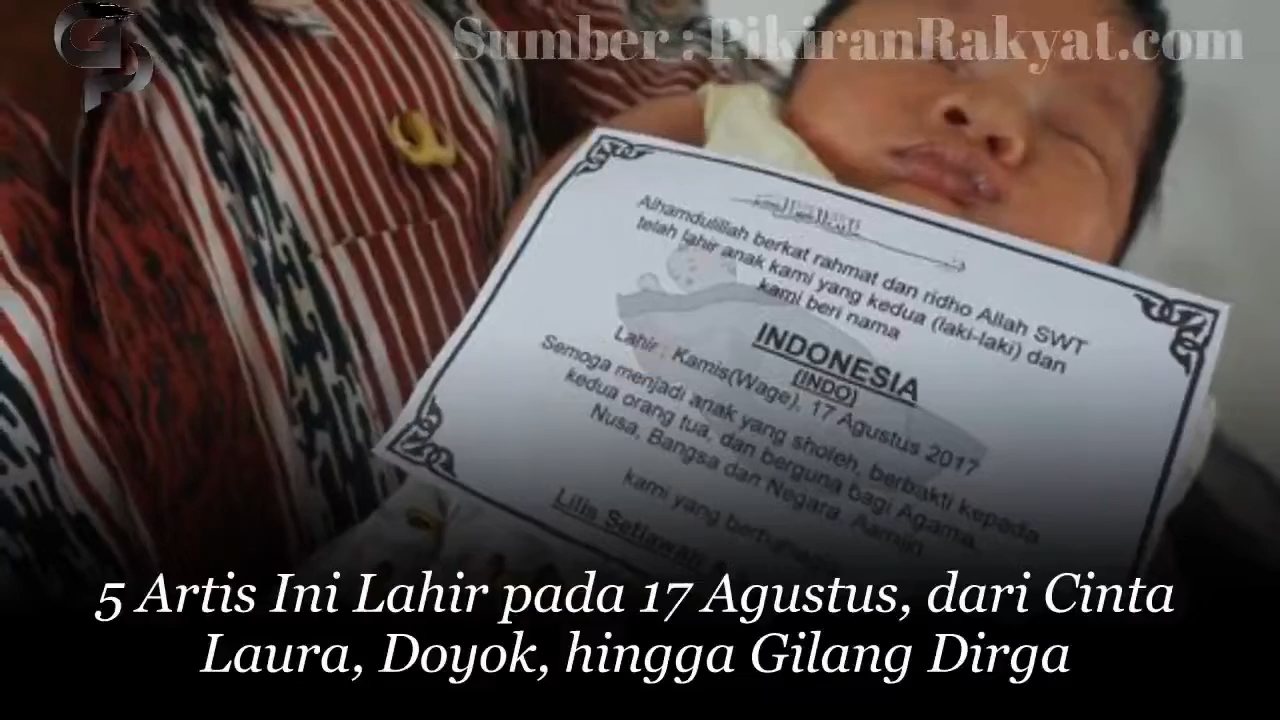 Sumber : PikiranRakyat.com
GP
Alhamdulillah berkat rahmat dan ridho Allah SWT
telah lahir anak kami yang kedua (laki-laki) dan
kami beri nama
INDONESIA
(INDO)
Lahir : Kamis(Wage), 17 Agustus 2017
Semoga menjadi anak yang sholeh, berbakti kepada
kedua orang tua, dan berguna bagi Agama,
Nusa, Bangsa dan Negara. Aamiin
kami yang
Lilis Setiawati
5 Artis Ini Lahir pada 17 Agustus, dari Cinta
Laura, Doyok, hingga Gilang Dirga